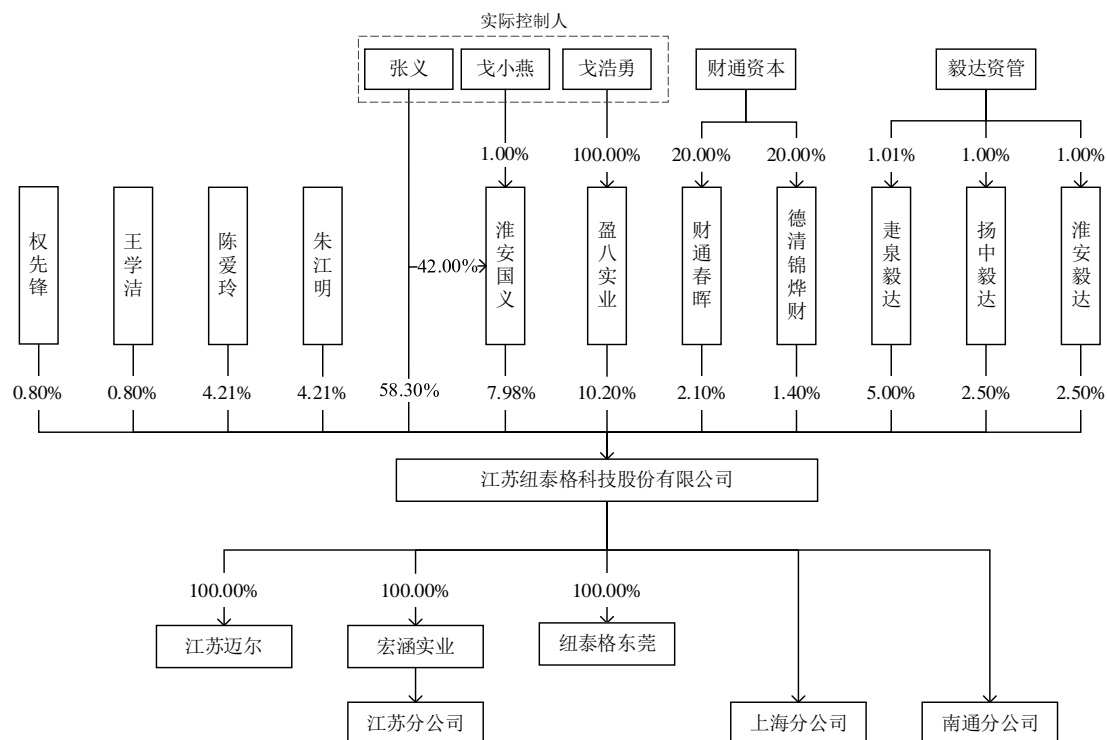 实际控制人
张义
戈小燕
戈浩勇
财通资本
毅达资管
1.00%
100.00%
20.00%
20.00%
1.01%
1.00%
1.00%
权先锋
王学洁
陈爱玲
朱江明
淮安国义
盈八实业
财通春晖
德清锦烨财
疌泉毅达
扬中毅达
淮安毅达
42.00%
0.80%
0.80%
4.21%
4.21%
58.30%
7.98%
10.20%
2.10%
1.40%
5.00%
2.50%
2.50%
江苏纽泰格科技股份有限公司
100.00%
100.00%
100.00%
江苏迈尔
宏涵实业
纽泰格东莞
江苏分公司
上海分公司
南通分公司